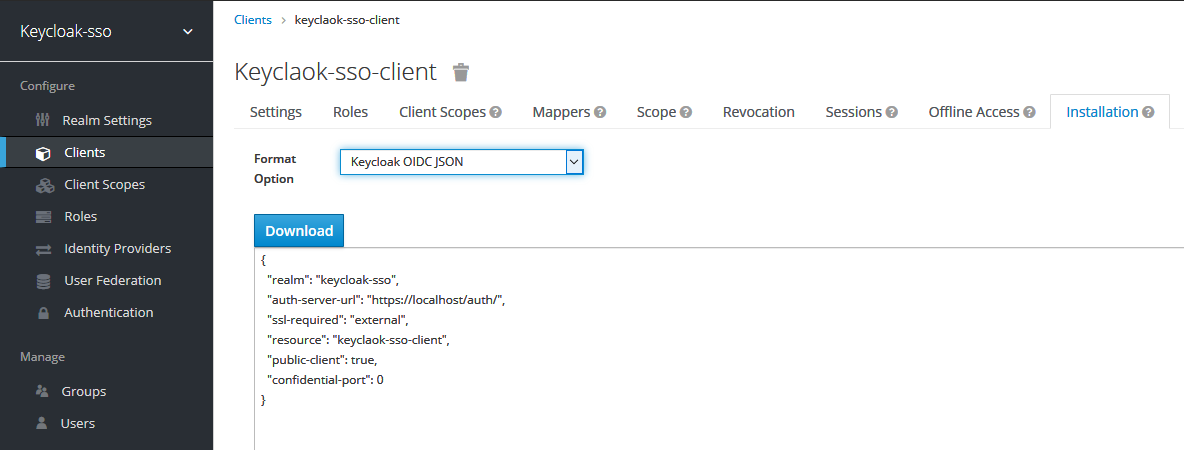 Keycloak-sso
Configure
Realm Settings
Clients
Client Scopes
Roles
Identity Providers
User Federation
Authentication
Manage
Groups
Users
Clients > keyclaok-sso-client
Keyclaok-sso-client
Settings Roles Client Scopes ? Mappers ? Scope ? Revocation Sessions ? Offline Access ? Installation ?
Format
Option
Keycloak OIDC JSON
Download
{
"realm": "keycloak-sso",
"auth-server-url": "https://localhost/auth/",
"ssl-required": "external",
"resource": "keyclaok-sso-client",
"public-client": true,
"confidential-port": 0
}